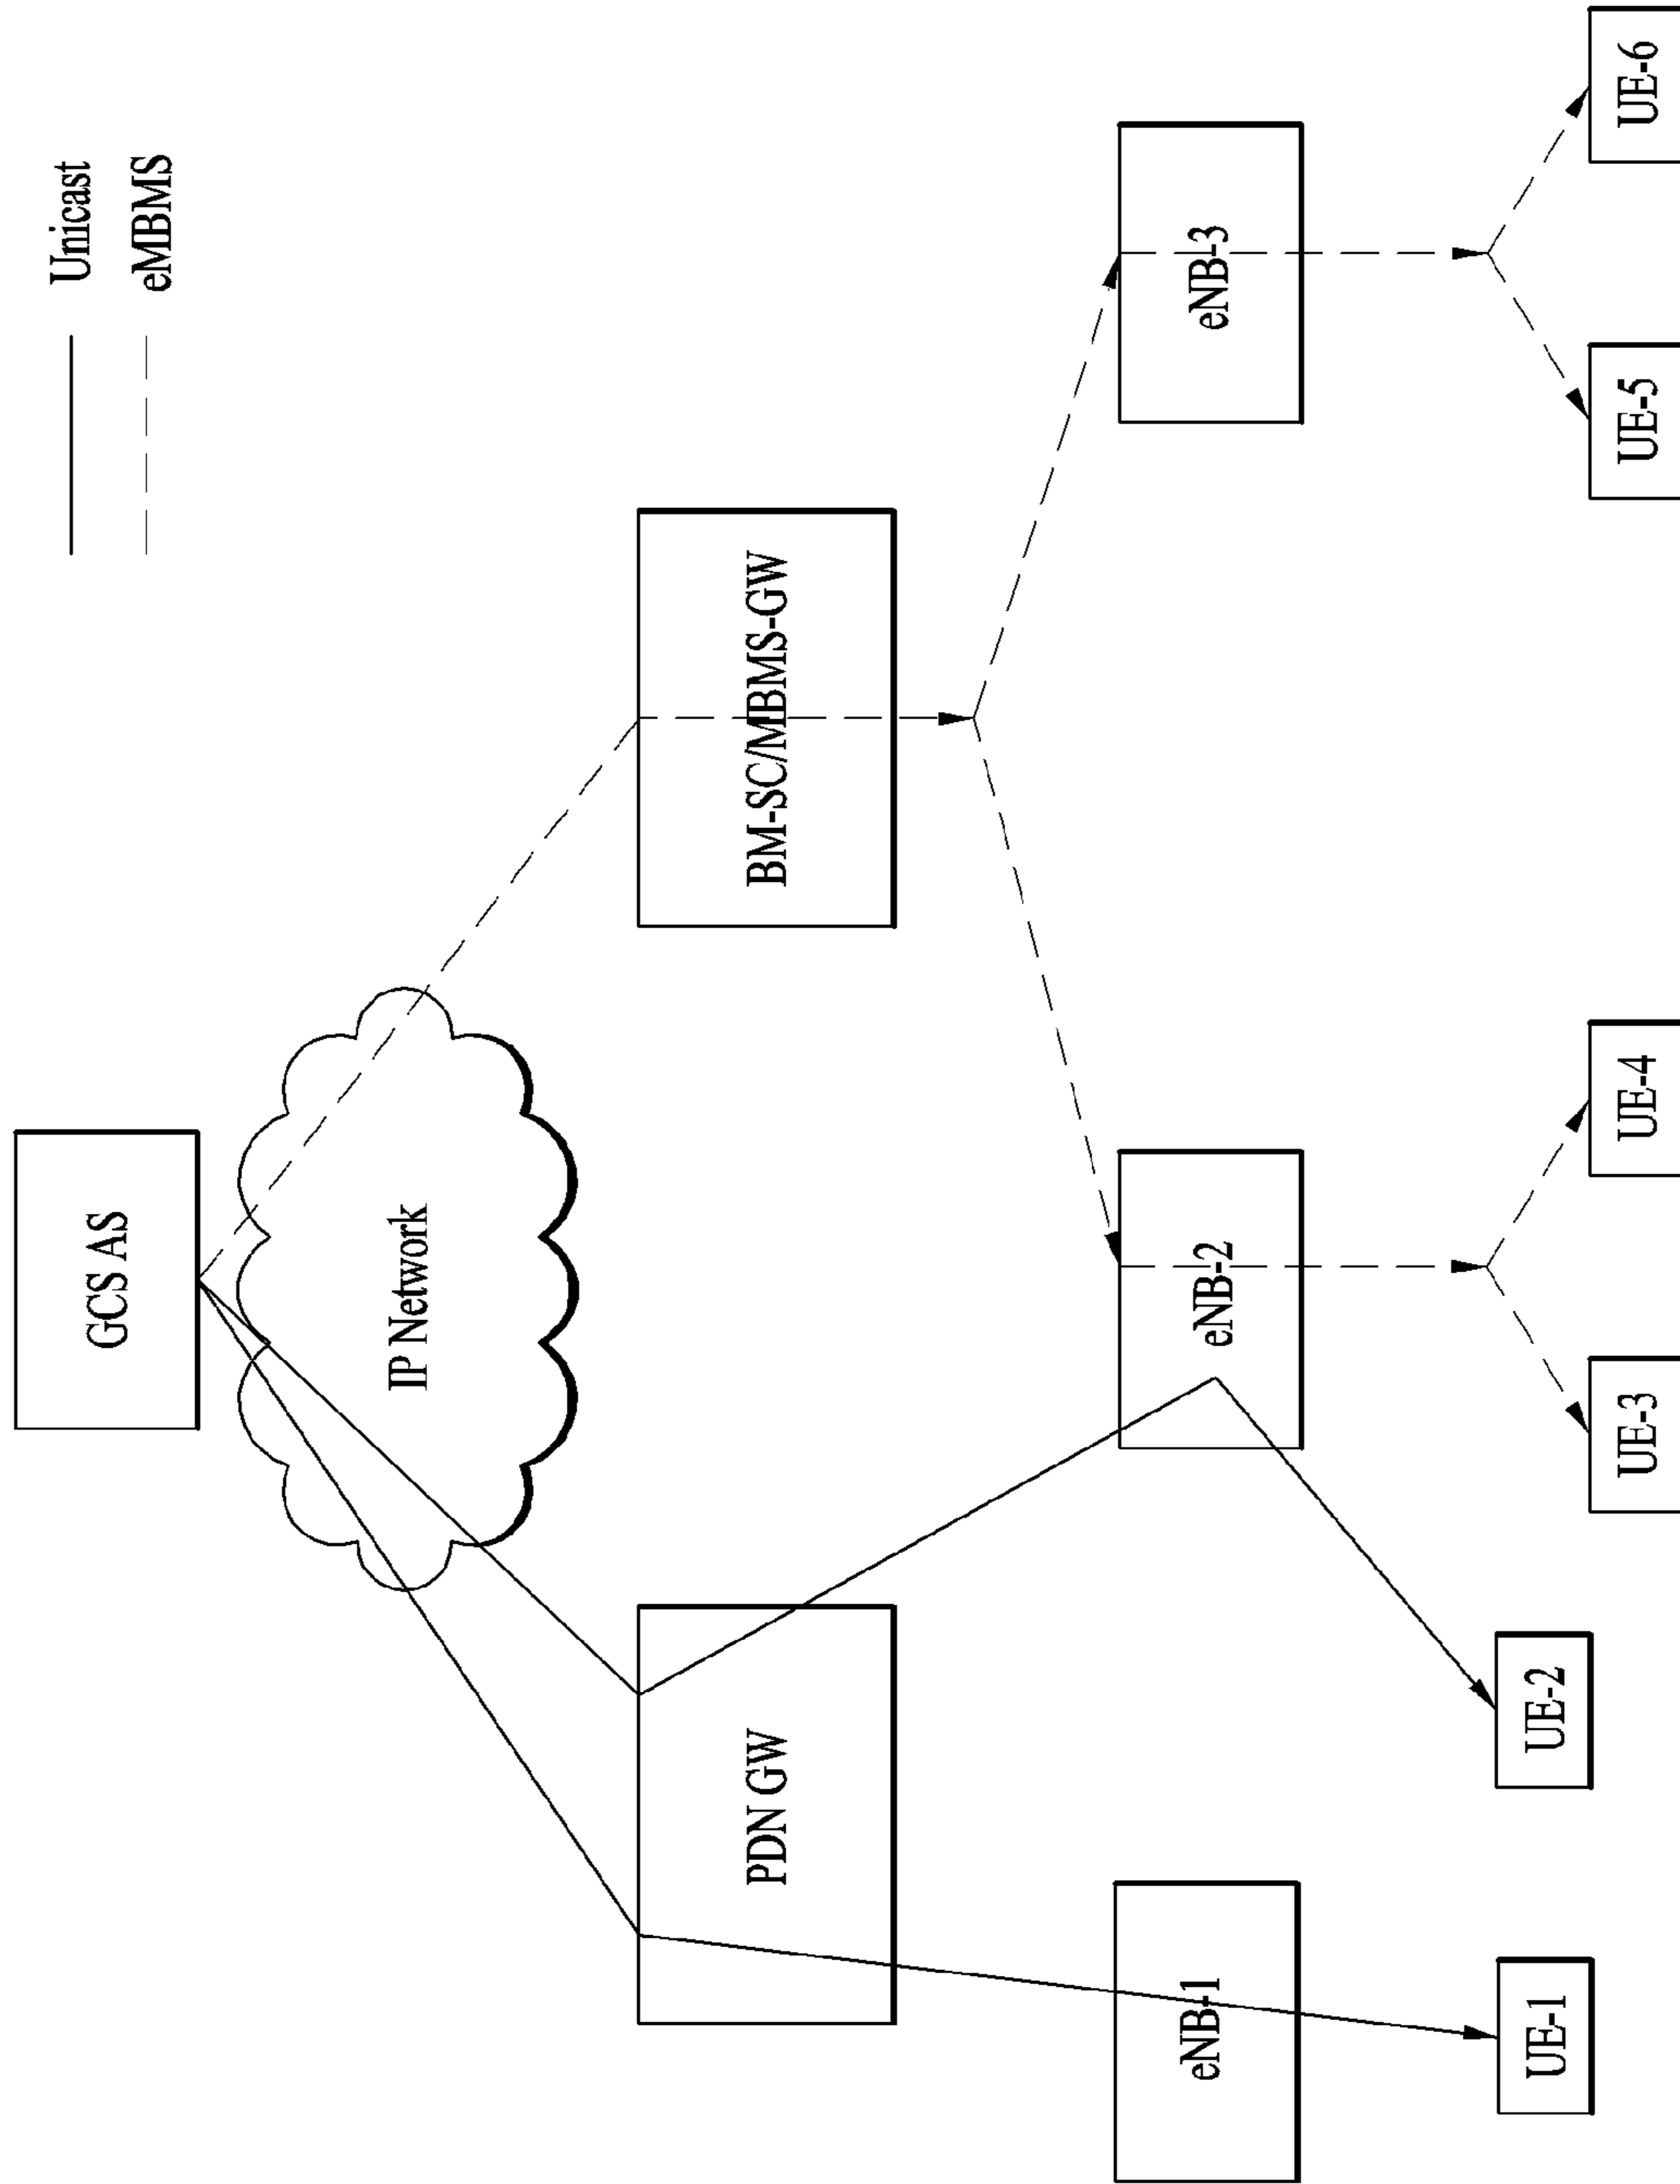 Unicast
eMBMS
GCS AS
IP Network
PDN GW
BM-SC/MBMS-GW
eNB-1
eNB-2
eNB-3
UE-1
UE-2
UE-3
UE-4
UE-5
UE-6